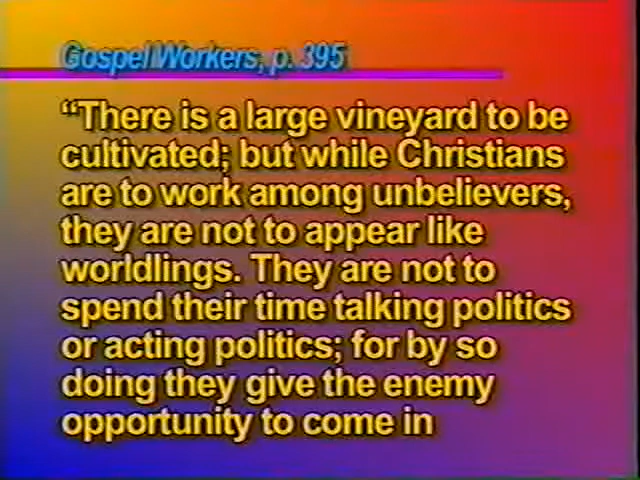 Gospel Workers, p. 395
“There is a large vineyard to be
cultivated; but while Christians
are to work among unbelievers,
they are not to appear like
worldlings. They are not to
spend their time talking politics
or acting politics; for by so
doing they give the enemy
opportunity to come in